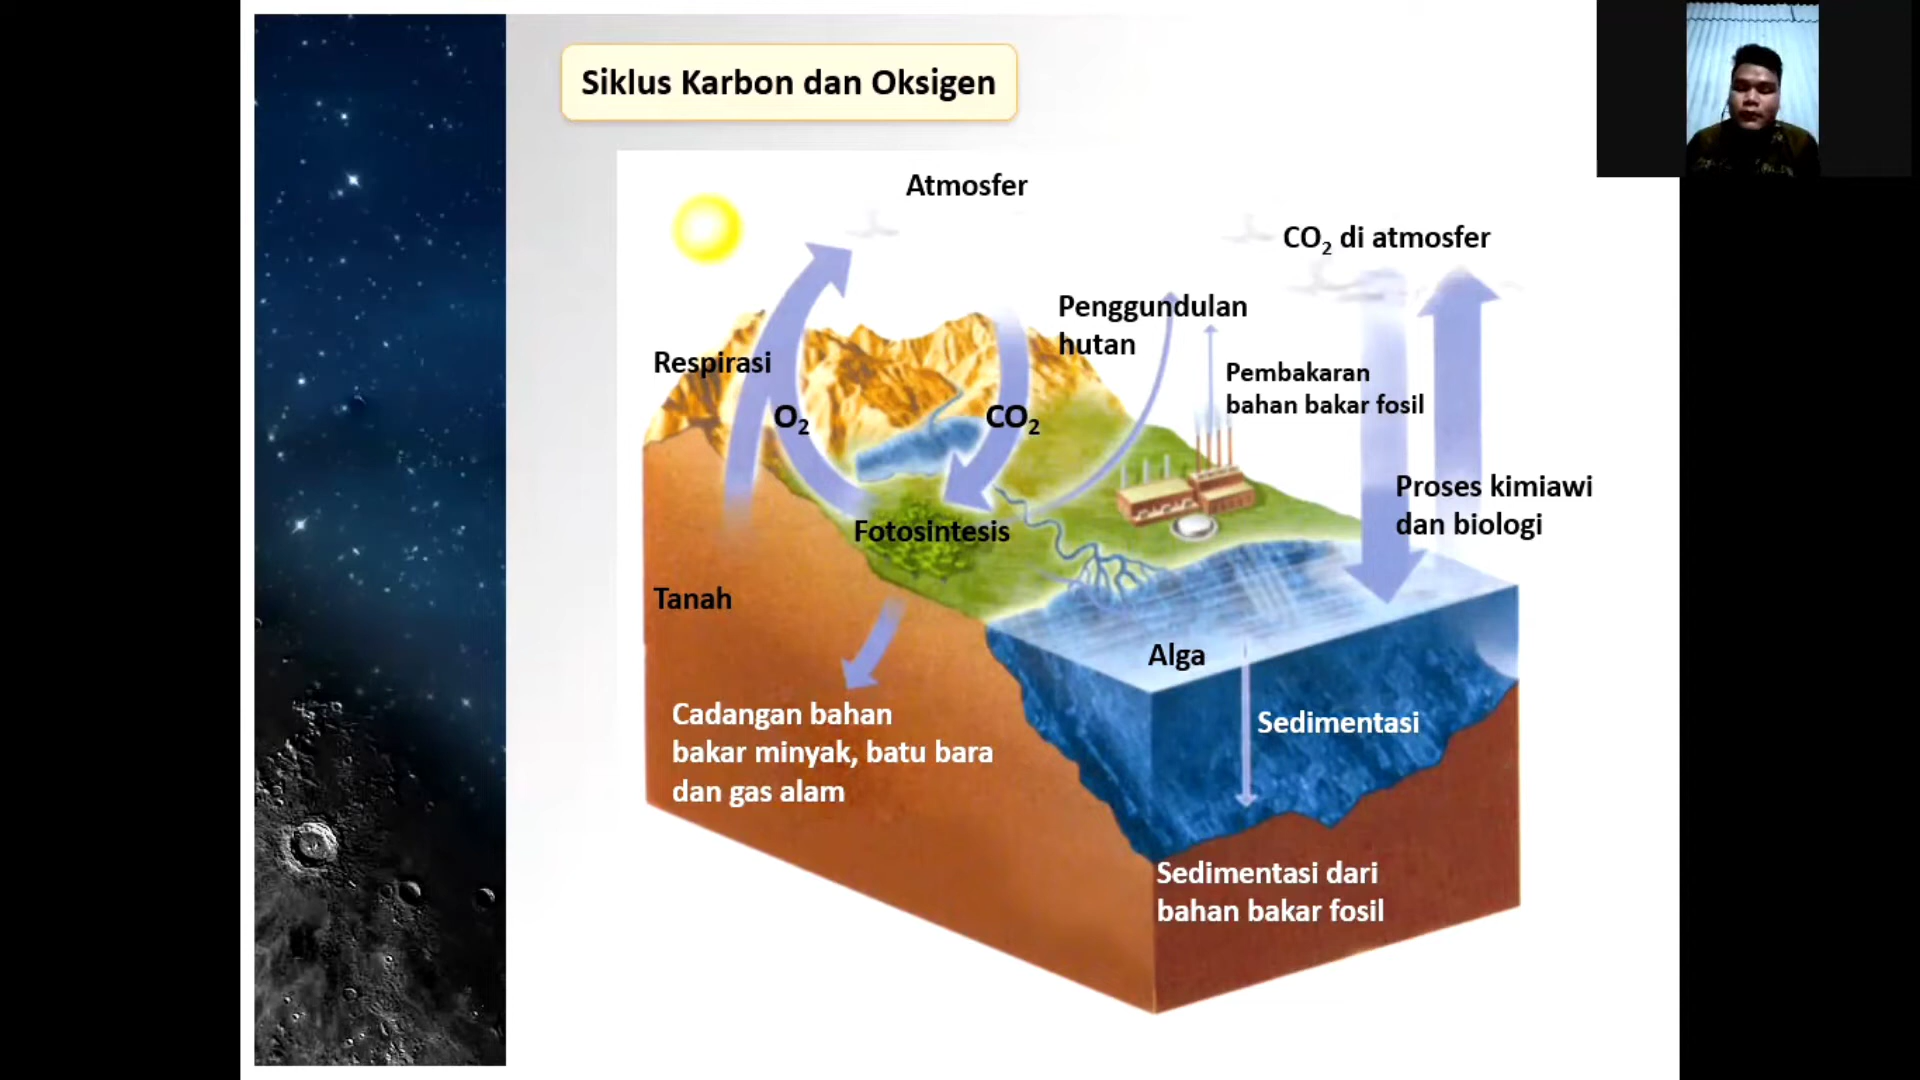 Siklus Karbon dan Oksigen
Atmosfer
CO₂ di atmosfer
Penggundulan
hutan
Respirasi
Pembakaran
bahan bakar fosil
O₂
CO₂
Proses kimiawi
dan biologi
Fotosintesis
Tanah
Alga
Cadangan bahan
bakar minyak, batu bara
dan gas alam
Sedimentasi
Sedimentasi dari
bahan bakar fosil